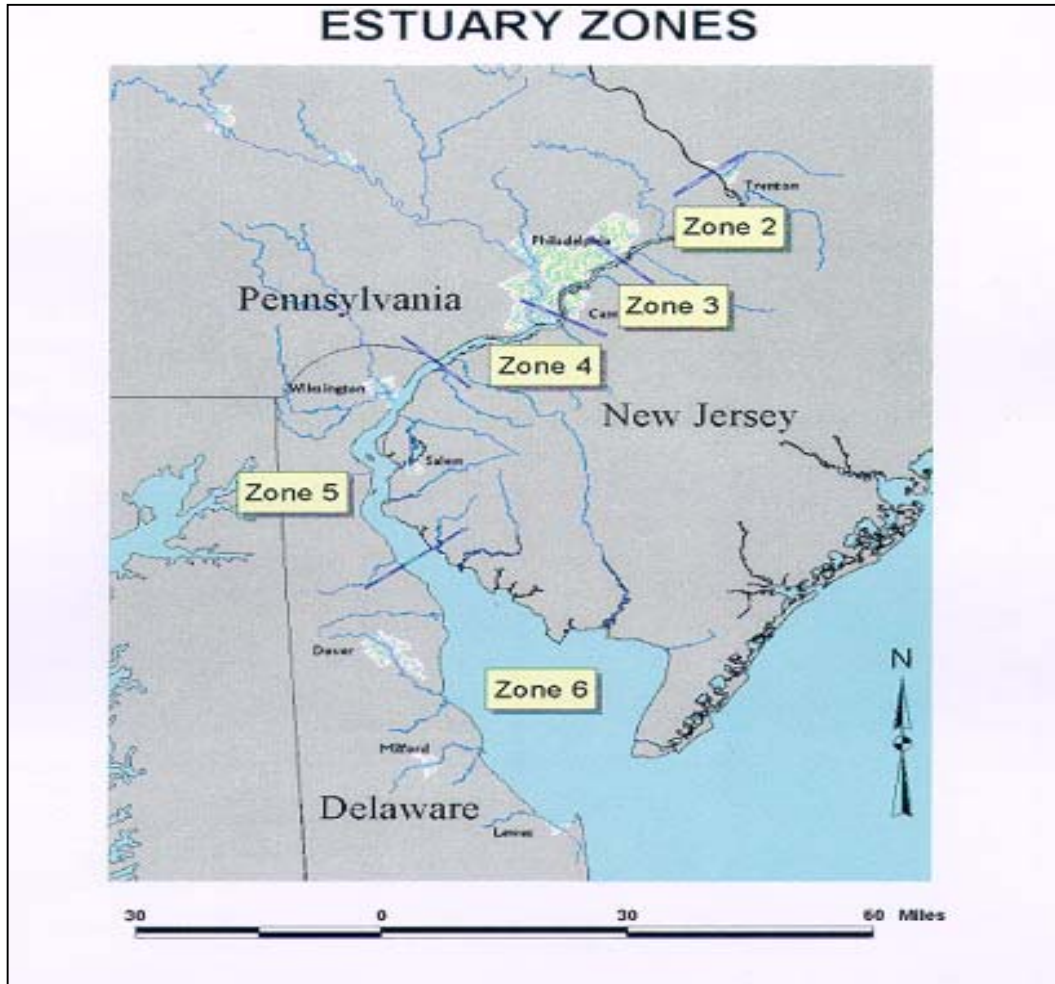 ESTUARY ZONES
Trenton
Zone 2
Philadelphia
Pennsylvania
Zone 3
Zone 4
Wilmington
New Jersey
Salem
Zone 5
Dover
N
Zone 6
Milford
Delaware
Lewes
30 0 30 60 Miles